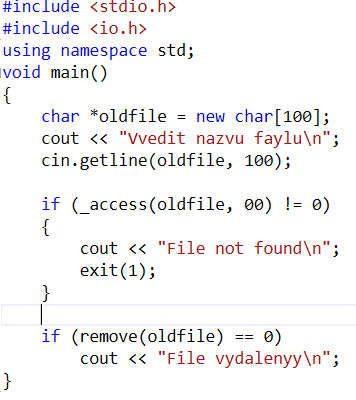 #include <stdio.h>
#include <io.h>
using namespace std;
void main()
{
    char *oldfile = new char[100];
    cout << "Vvedit nazvu faylu\n";
    cin.getline(oldfile, 100);

    if (_access(oldfile, 00) != 0)
    {
        cout << "File not found\n";
        exit(1);
    }

    if (remove(oldfile) == 0)
        cout << "File vydalenyy\n";
}